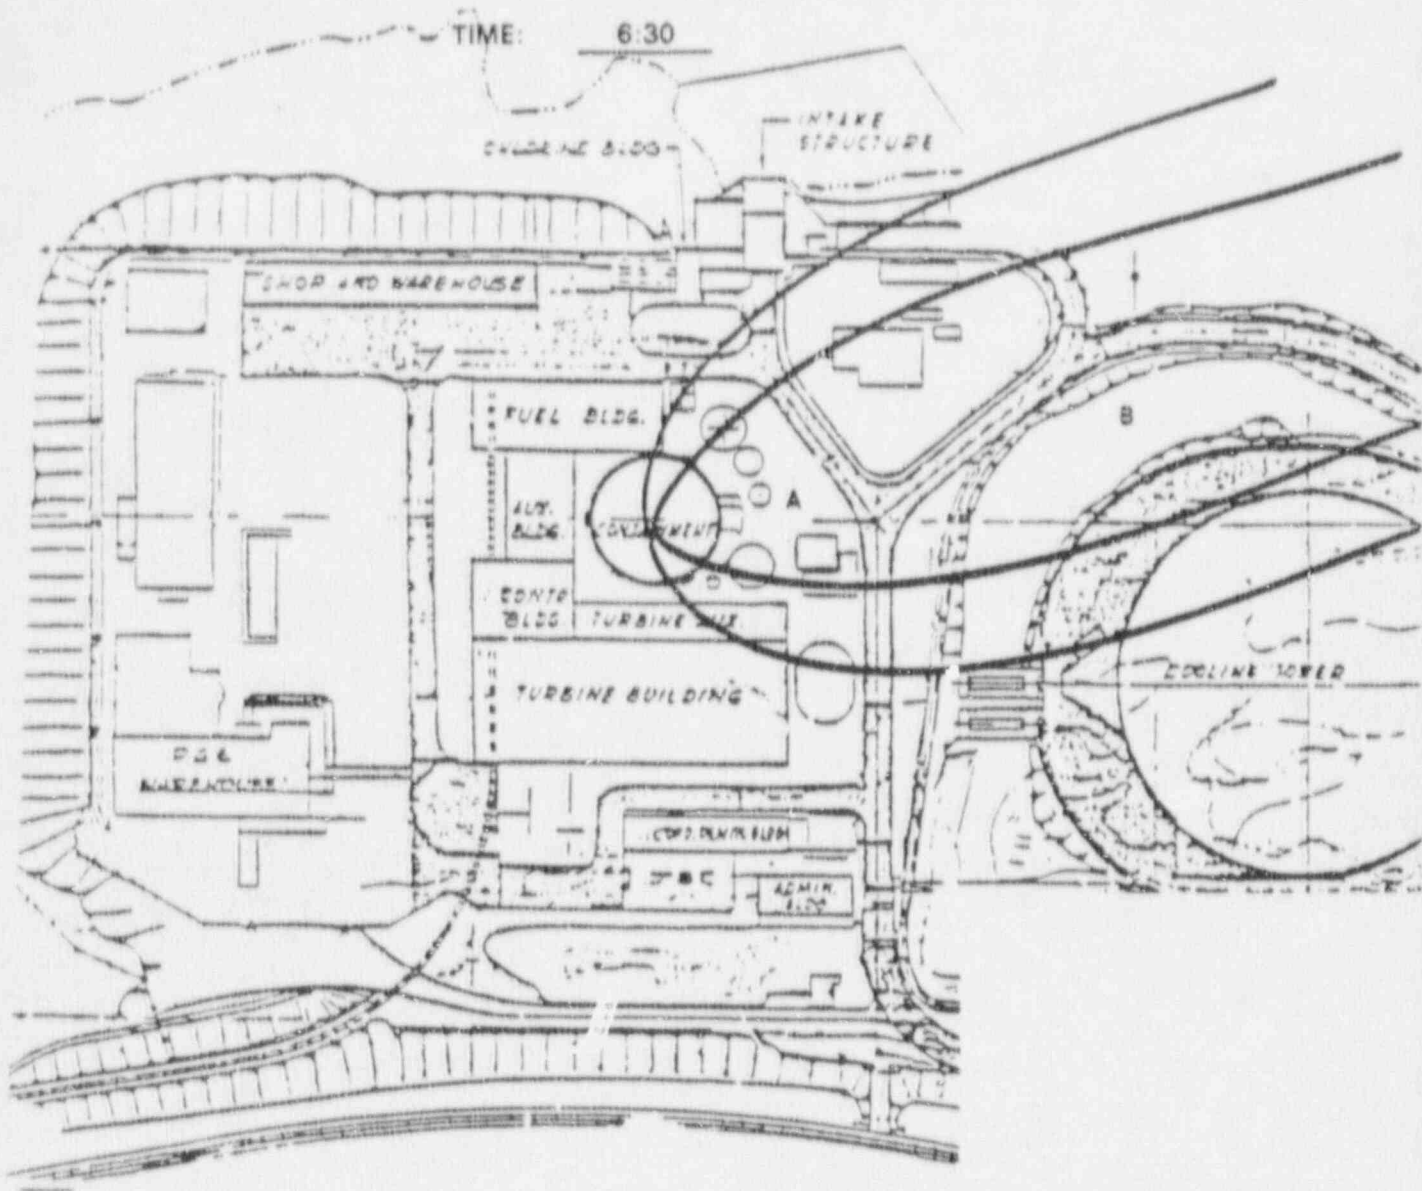 TIME: 6:30
INTAKE
STRUCTURE
CHLORINE BLDG
SHOP AND WAREHOUSE
FUEL BLDG.
B
A
AUX.
BLDG.
CONTAINMENT
CONTR
BLDG.
TURBINE AUX.
COOLING TOWER
TURBINE BUILDING
WAREHOUSE
ADMIN.
BLDG